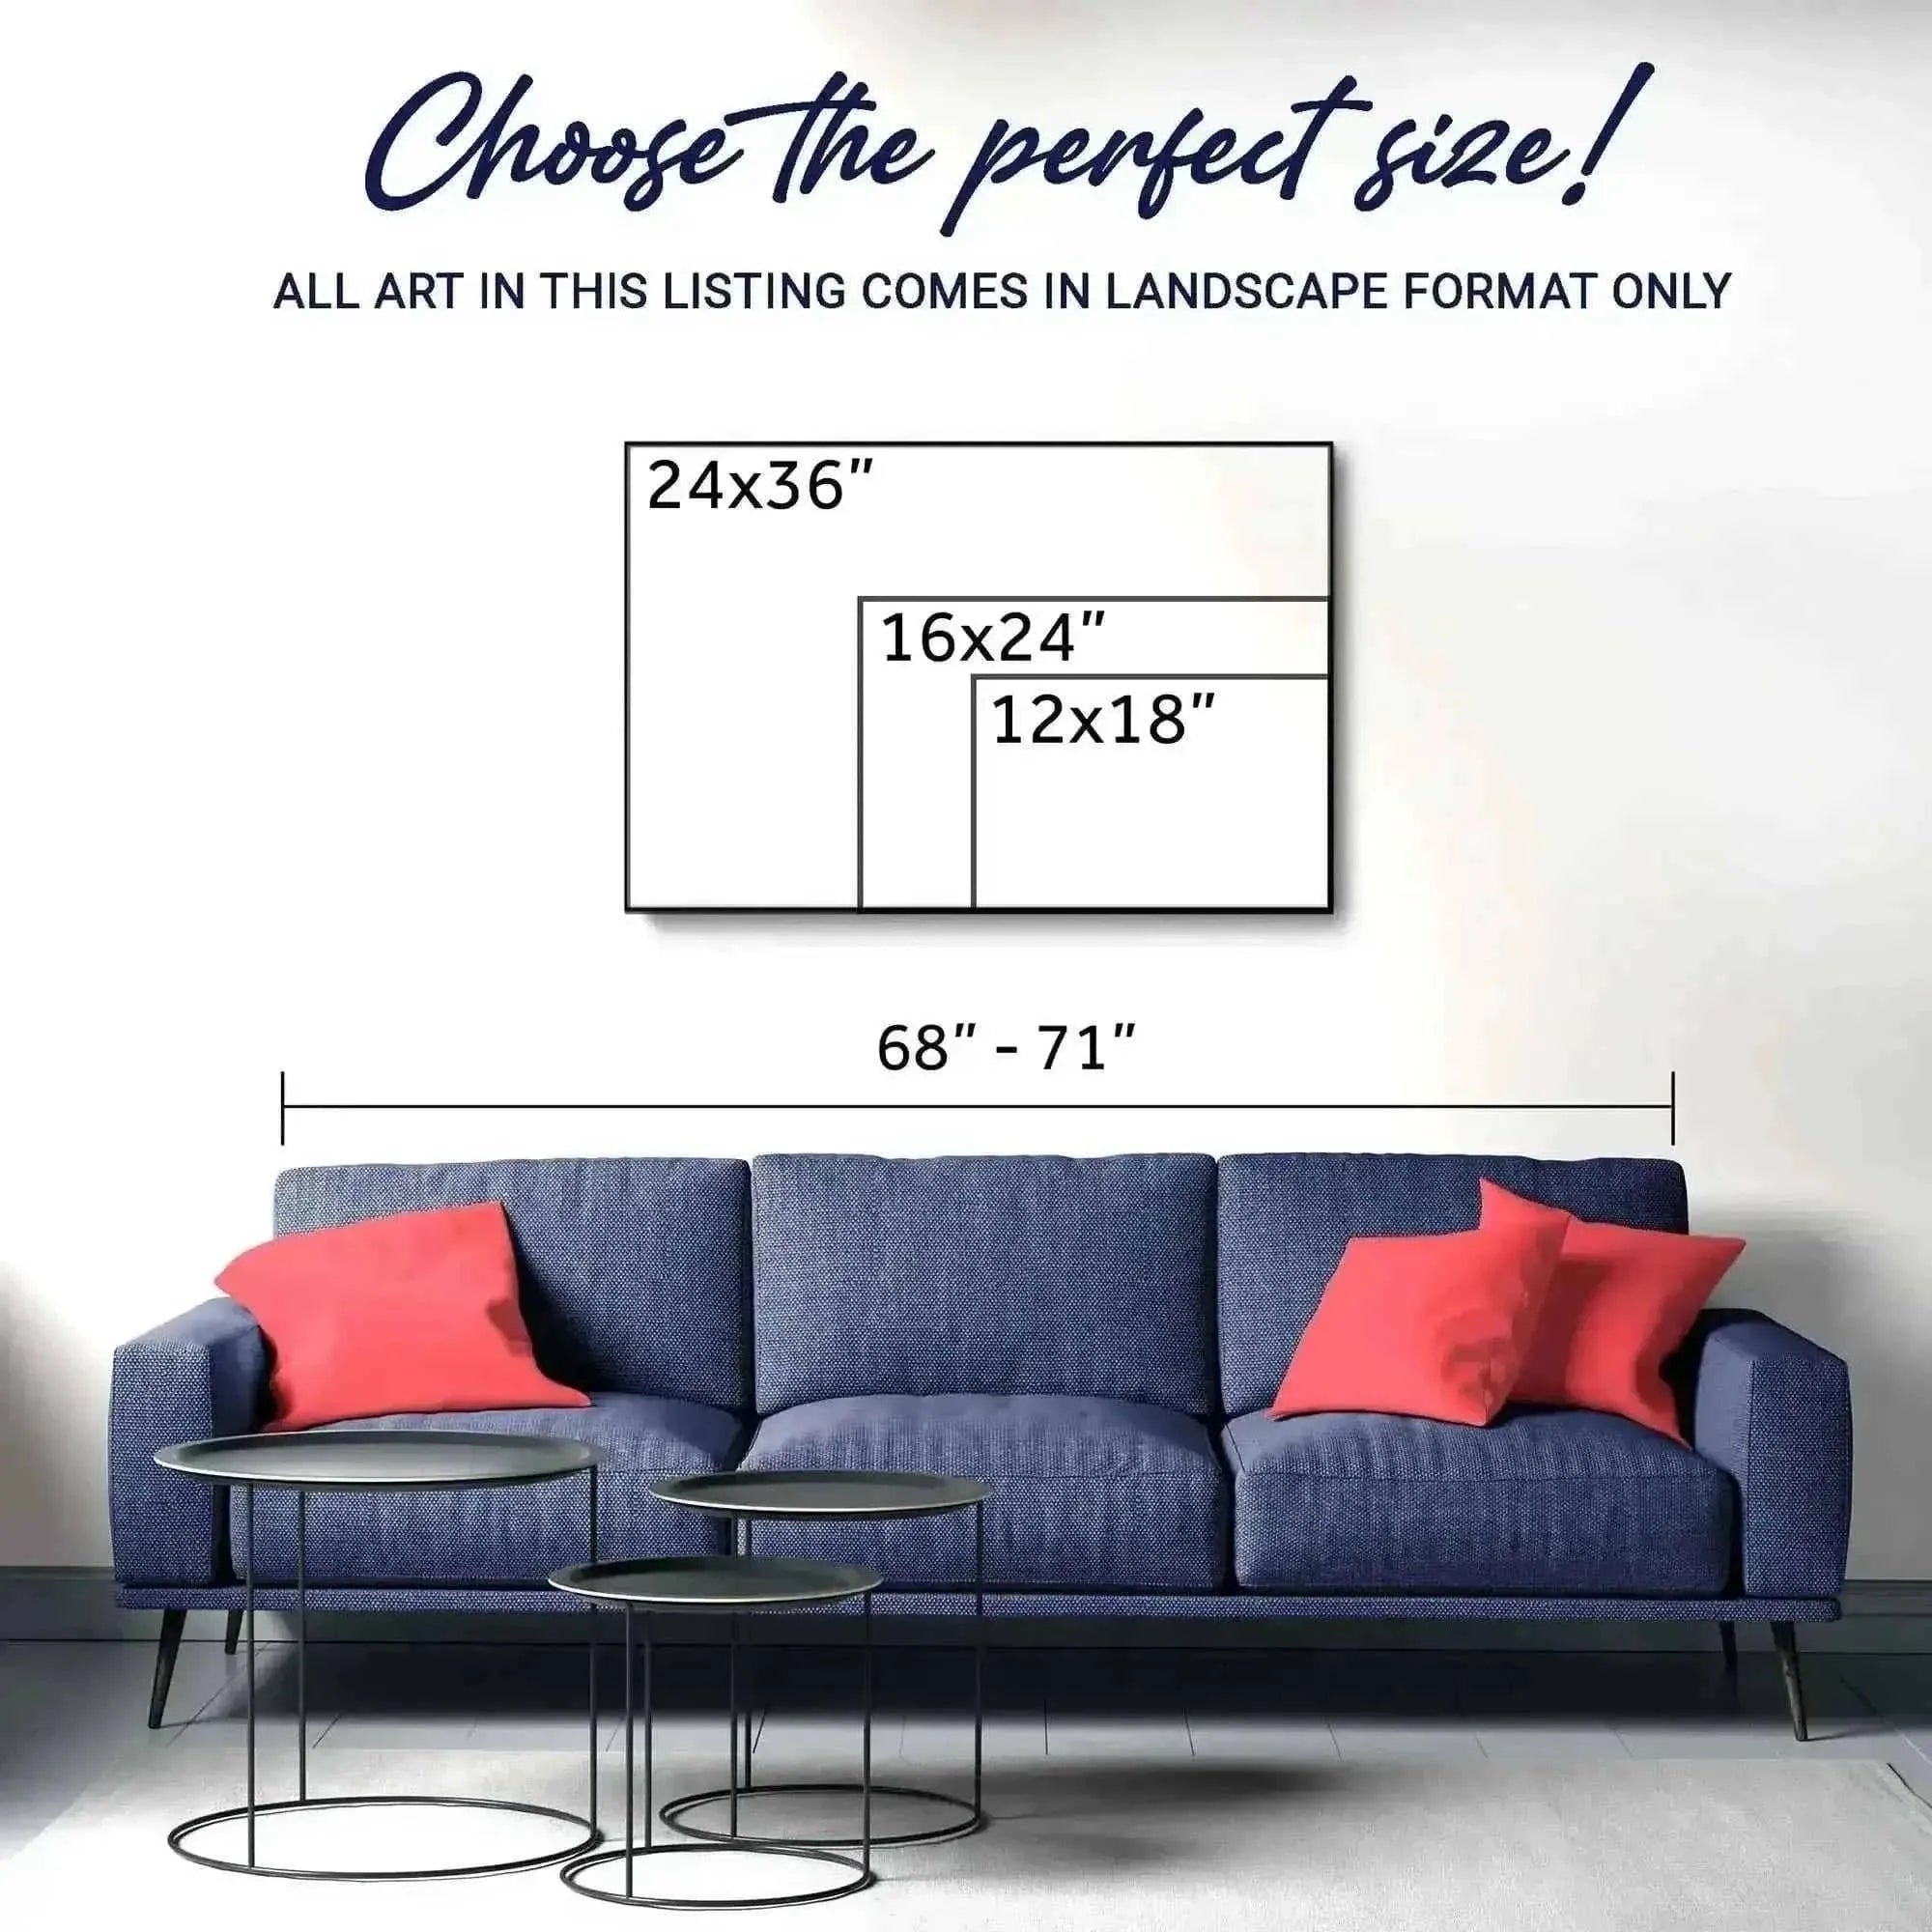 Choose the perfect size!
ALL ART IN THIS LISTING COMES IN LANDSCAPE FORMAT ONLY
24x36″
16x24″
12x18″
68″ - 71″